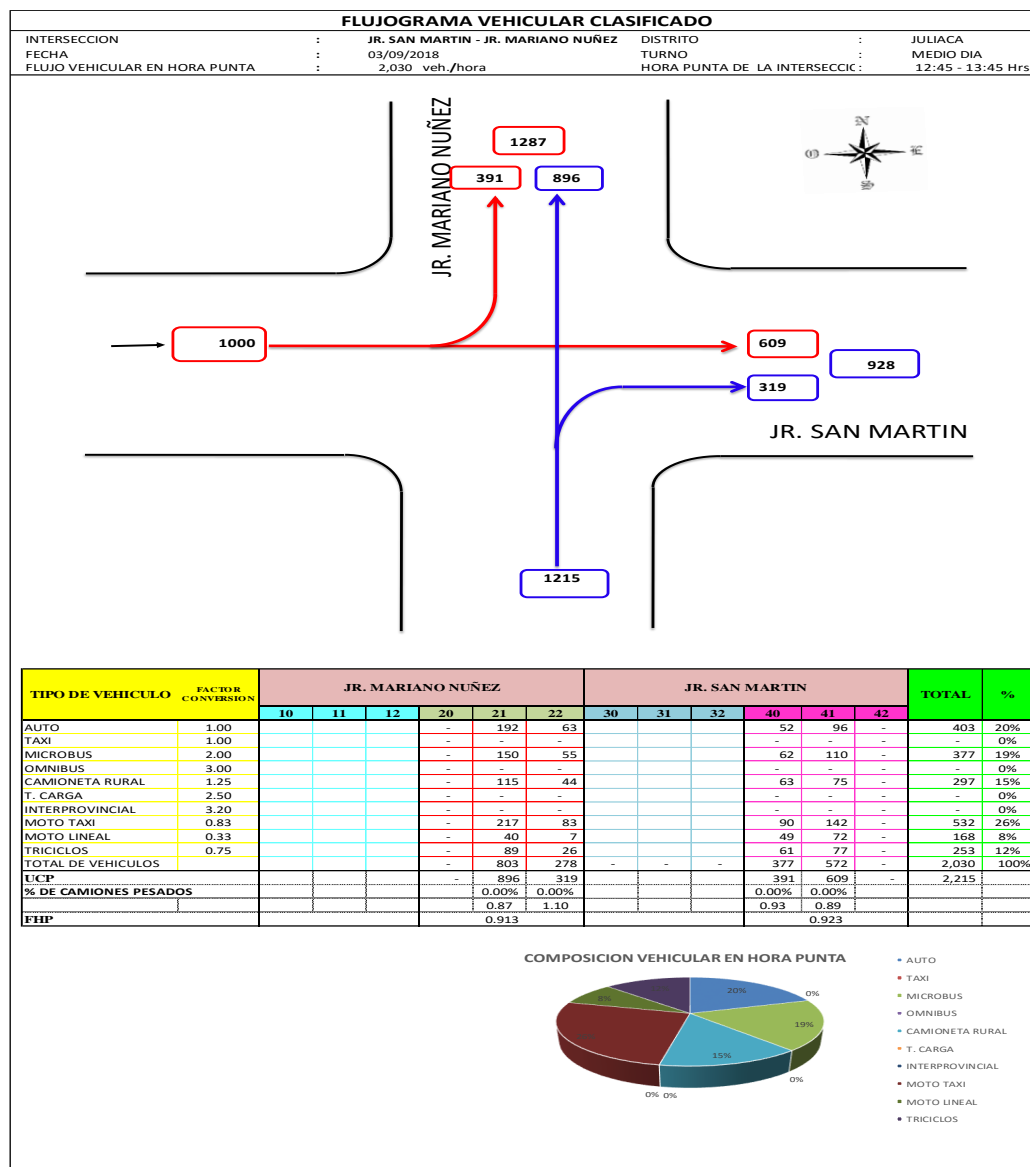 FLUJOGRAMA VEHICULAR CLASIFICADO
INTERSECCION : JR. SAN MARTIN - JR. MARIANO NUÑEZ DISTRITO : JULIACA
FECHA : 03/09/2018 TURNO : MEDIO DIA
FLUJO VEHICULAR EN HORA PUNTA : 2,030 veh./hora HORA PUNTA DE LA INTERSECCIC : 12:45 - 13:45 Hrs
JR. MARIANO NUÑEZ
N
O E
S
1287
391 896
1000
609
928
319
JR. SAN MARTIN
1215
TIPO DE VEHICULO FACTOR CONVERSION JR. MARIANO NUÑEZ JR. SAN MARTIN TOTAL %
10 11 12 20 21 22 30 31 32 40 41 42
AUTO 1.00 - 192 63 52 96 - 403 20%
TAXI 1.00 - - - - - - - 0%
MICROBUS 2.00 - 150 55 62 110 - 377 19%
OMNIBUS 3.00 - - - - - - - 0%
CAMIONETA RURAL 1.25 - 115 44 63 75 - 297 15%
T. CARGA 2.50 - - - - - - - 0%
INTERPROVINCIAL 3.20 - - - - - - - 0%
MOTO TAXI 0.83 - 217 83 90 142 - 532 26%
MOTO LINEAL 0.33 - 40 7 49 72 - 168 8%
TRICICLOS 0.75 - 89 26 61 77 - 253 12%
TOTAL DE VEHICULOS - 803 278 - - - 377 572 - 2,030 100%
UCP - 896 319 391 609 - 2,215
% DE CAMIONES PESADOS 0.00% 0.00% 0.00% 0.00%
0.87 1.10 0.93 0.89
FHP 0.913 0.923
COMPOSICION VEHICULAR EN HORA PUNTA
20%
0%
8%
19%
15%
0%
0% 0%
AUTO
TAXI
MICROBUS
OMNIBUS
CAMIONETA RURAL
T. CARGA
INTERPROVINCIAL
MOTO TAXI
MOTO LINEAL
TRICICLOS